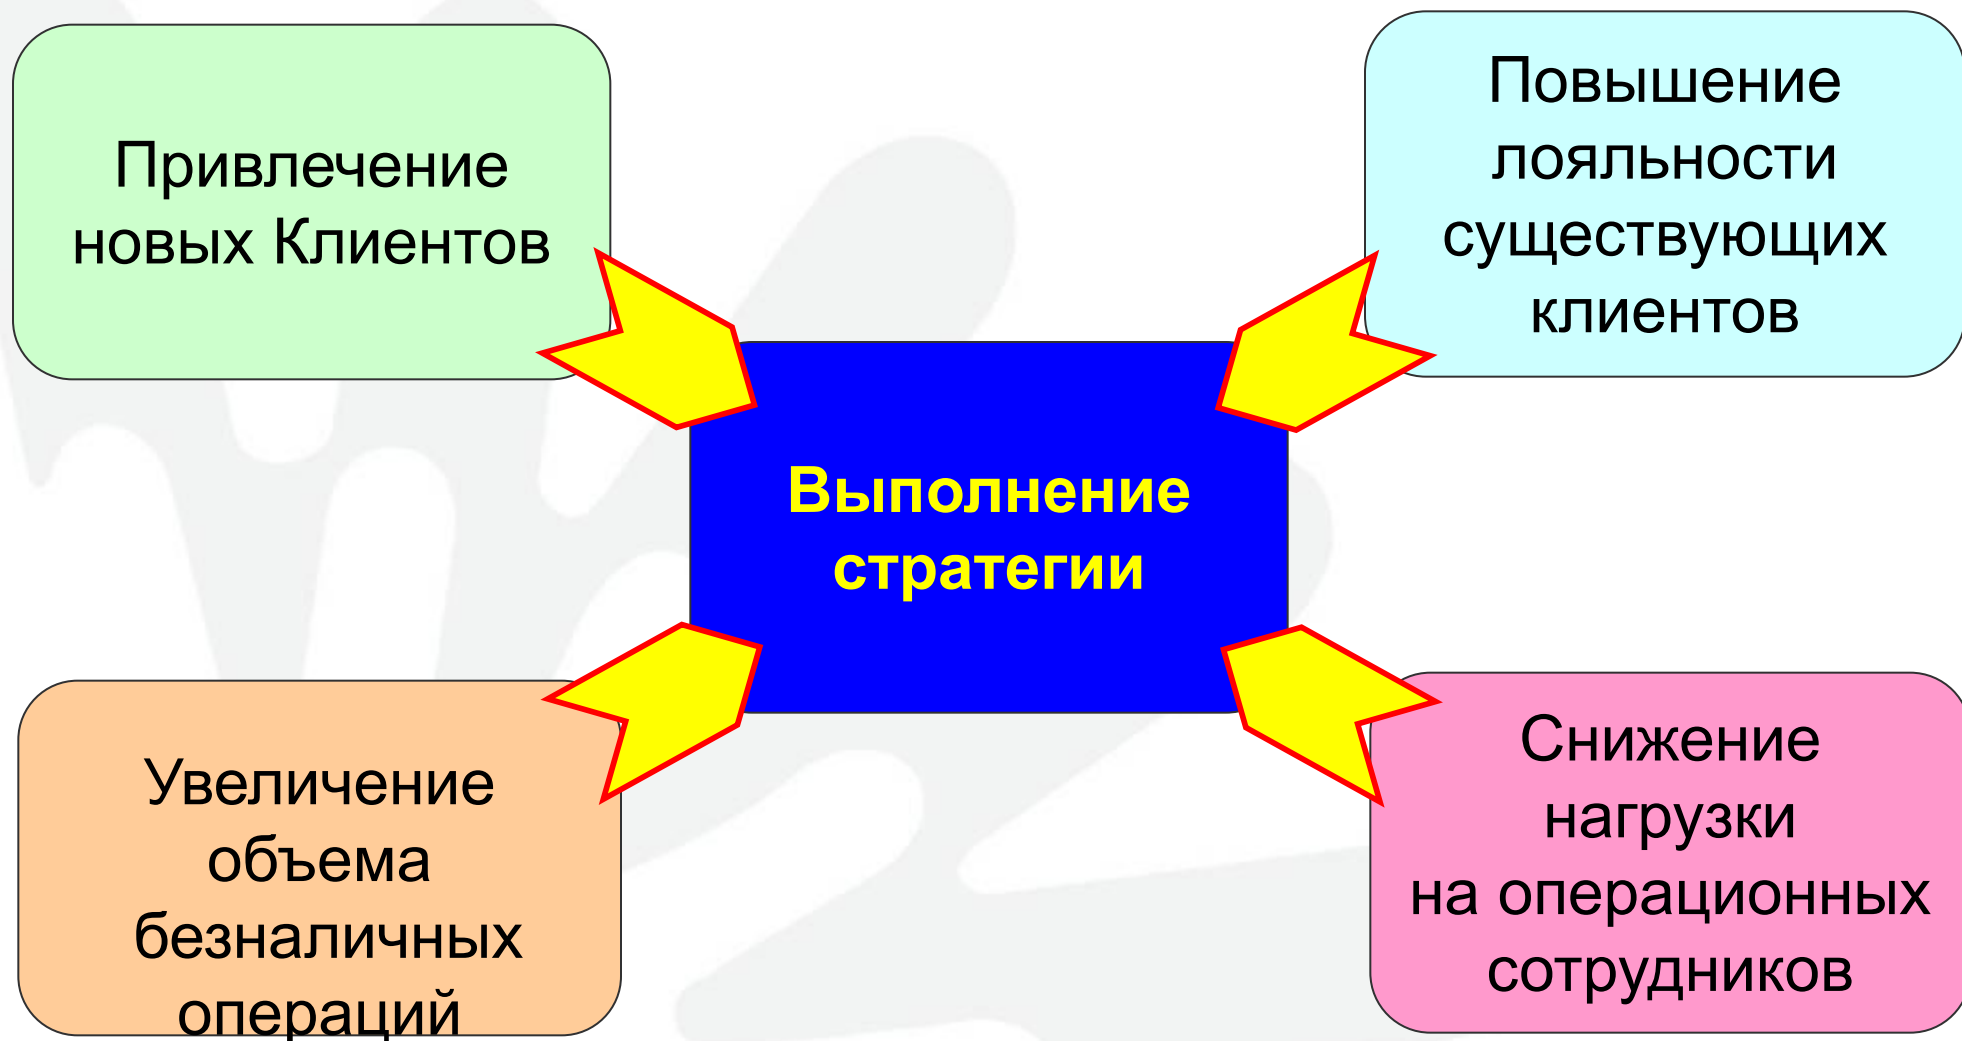 Привлечение
новых Клиентов
Повышение
лояльности
существующих
клиентов
Выполнение
стратегии
Увеличение
объема
безналичных
операций
Снижение
нагрузки
на операционных
сотрудников